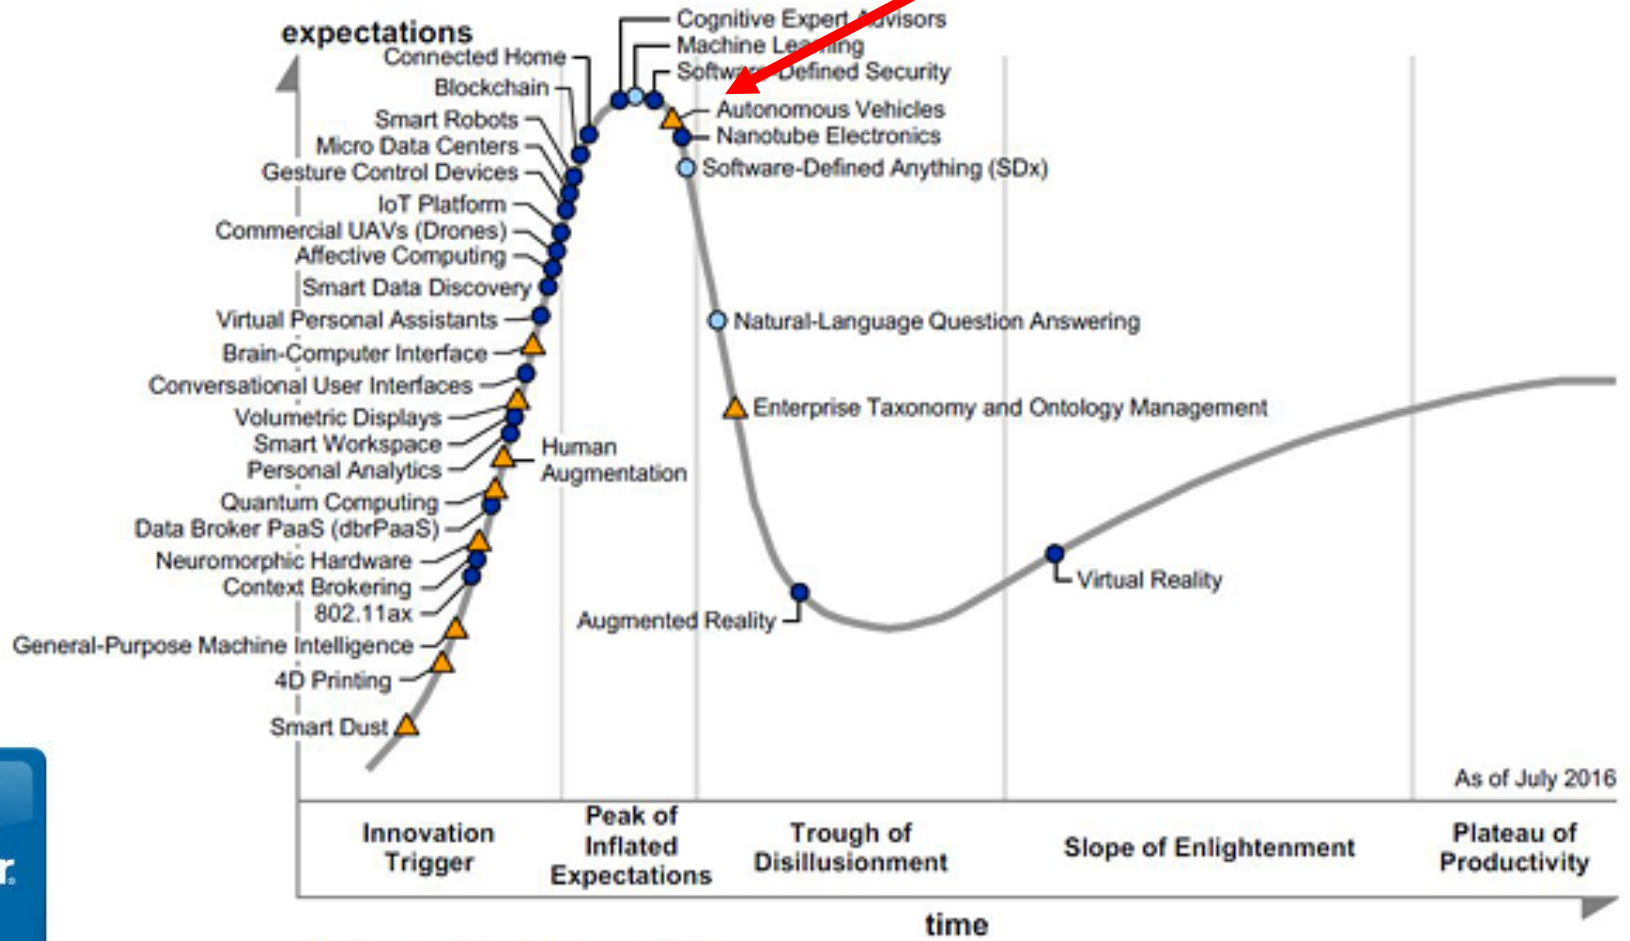 expectations
Cognitive Expert Advisors
Machine Learning
Software-Defined Security
Autonomous Vehicles
Nanotube Electronics
Software-Defined Anything (SDx)
Connected Home
Blockchain
Smart Robots
Micro Data Centers
Gesture Control Devices
IoT Platform
Commercial UAVs (Drones)
Affective Computing
Smart Data Discovery
Virtual Personal Assistants
Brain-Computer Interface
Conversational User Interfaces
Volumetric Displays
Smart Workspace
Personal Analytics
Human
Augmentation
Quantum Computing
Data Broker PaaS (dbrPaaS)
Neuromorphic Hardware
Context Brokering
802.11ax
General-Purpose Machine Intelligence
4D Printing
Smart Dust
Natural-Language Question Answering
Enterprise Taxonomy and Ontology Management
Augmented Reality
Virtual Reality
As of July 2016
Innovation
Trigger
Peak of
Inflated
Expectations
Trough of
Disillusionment
Slope of Enlightenment
Plateau of
Productivity
time
r.